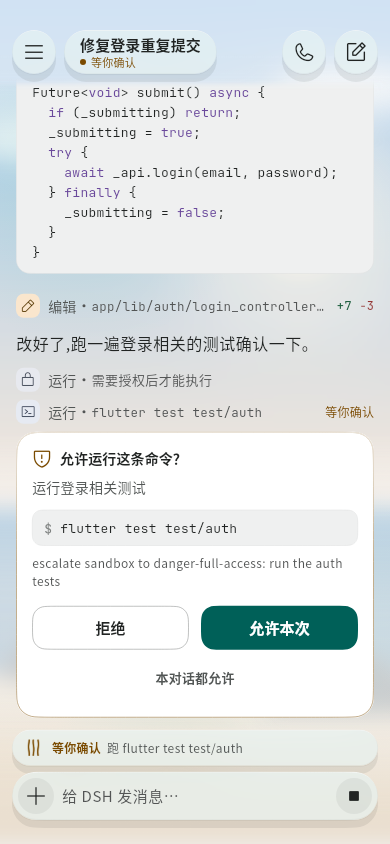 修复登录重复提交
等你确认
Future<void> submit() async {
if (_submitting) return;
_submitting = true;
try {
await _api.login(email, password);
} finally {
_submitting = false;
}
}
编辑 · app/lib/auth/login_controller… +7 -3
改好了,跑一遍登录相关的测试确认一下。
运行 · 需要授权后才能执行
运行 · flutter test test/auth 等你确认
允许运行这条命令?
运行登录相关测试
$ flutter test test/auth
escalate sandbox to danger-full-access: run the auth
tests
拒绝 允许本次
本对话都允许
等你确认 跑 flutter test test/auth
给 DSH 发消息…